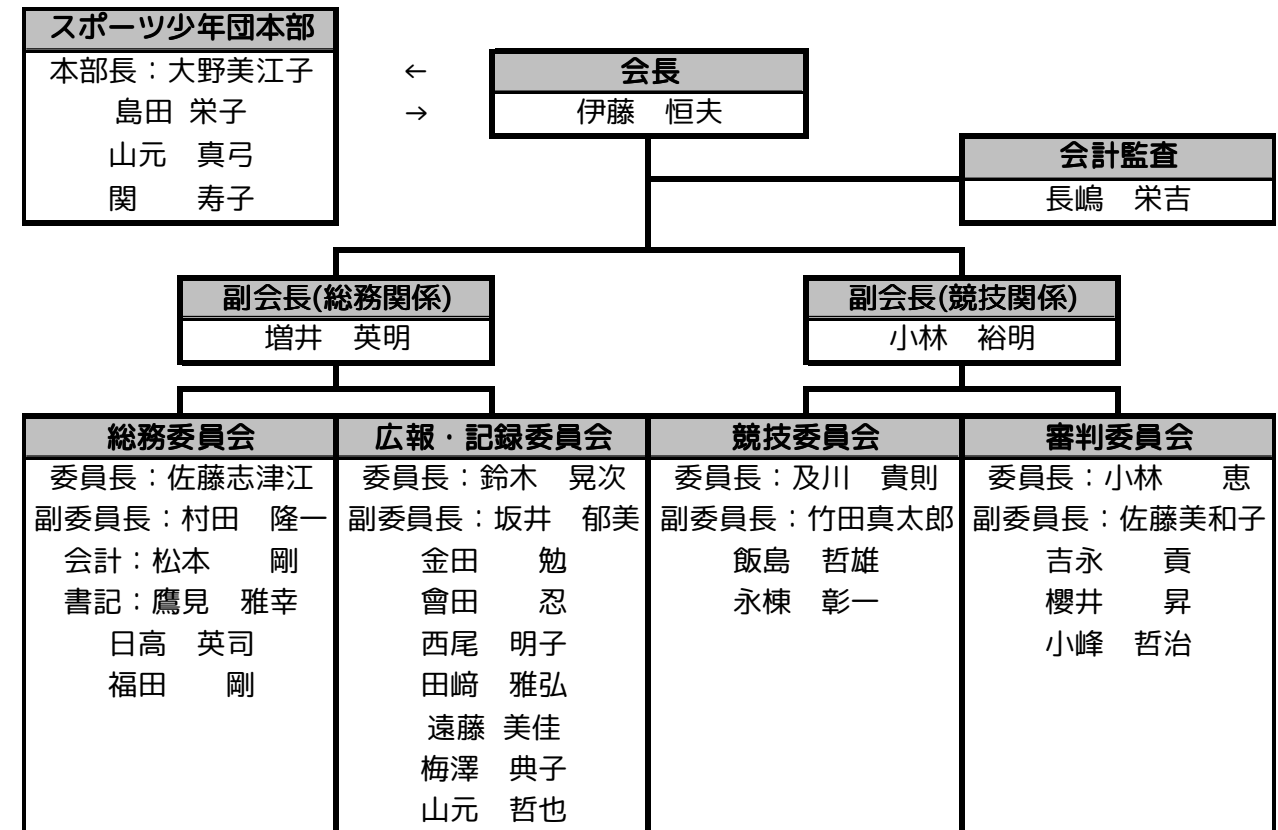 スポーツ少年団本部
本部長：大野美江子
島田 栄子
山元　真弓
関　　寿子
←
→
会長
伊藤　恒夫
会計監査
長嶋　栄吉
副会長(総務関係)
増井　英明
副会長(競技関係)
小林　裕明
総務委員会
委員長：佐藤志津江
副委員長：村田　隆一
会計：松本　　剛
書記：鷹見　雅幸
日高　英司
福田　　剛
広報・記録委員会
委員長：鈴木　晃次
副委員長：坂井　郁美
金田　　勉
會田　　忍
西尾　明子
田﨑　雅弘
遠藤 美佳
梅澤　典子
山元　哲也
競技委員会
委員長：及川　貴則
副委員長：竹田真太郎
飯島　哲雄
永棟　彰一
審判委員会
委員長：小林　　恵
副委員長：佐藤美和子
吉永　　貢
櫻井　　昇
小峰　哲治